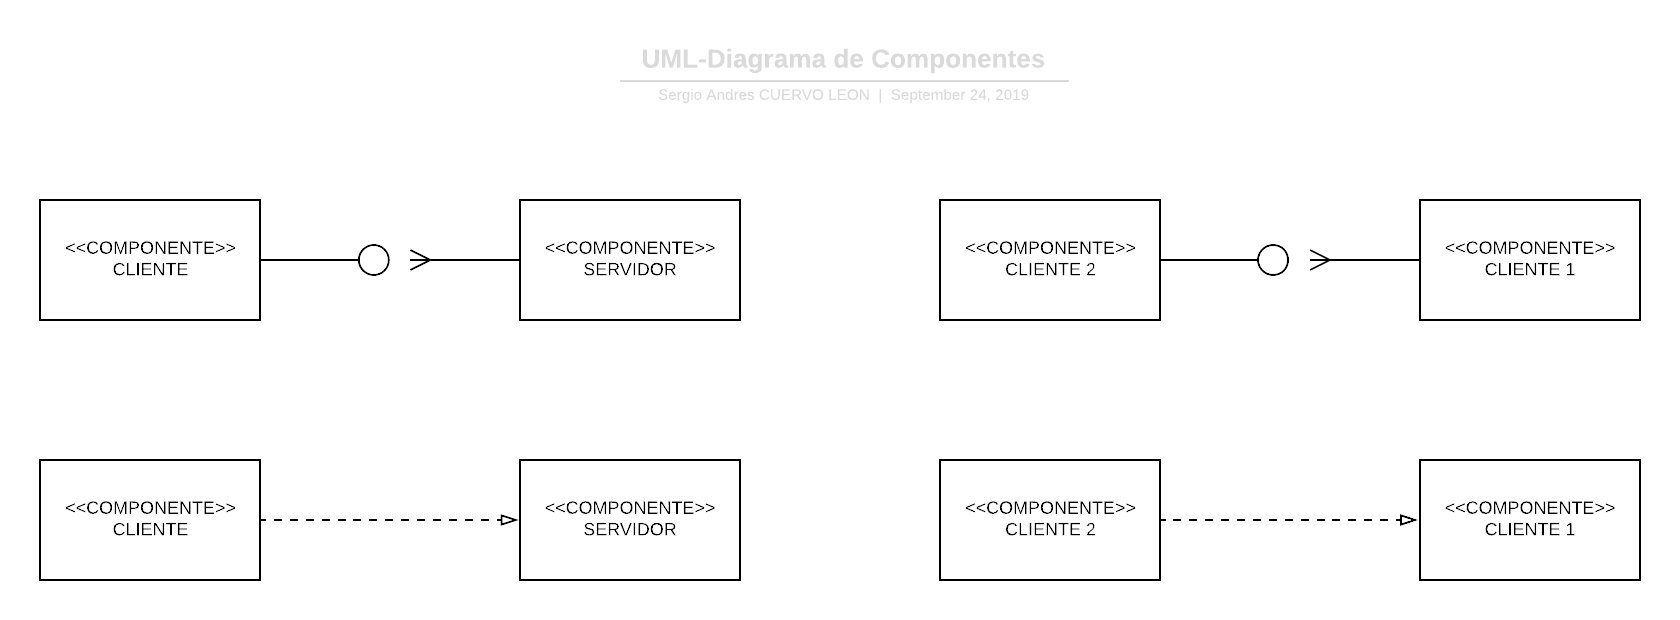 UML-Diagrama de Componentes
Sergio Andres CUERVO LEON | September 24, 2019
<<COMPONENTE>>
CLIENTE
<<COMPONENTE>>
SERVIDOR
<<COMPONENTE>>
CLIENTE 2
<<COMPONENTE>>
CLIENTE 1
<<COMPONENTE>>
CLIENTE
<<COMPONENTE>>
SERVIDOR
<<COMPONENTE>>
CLIENTE 2
<<COMPONENTE>>
CLIENTE 1